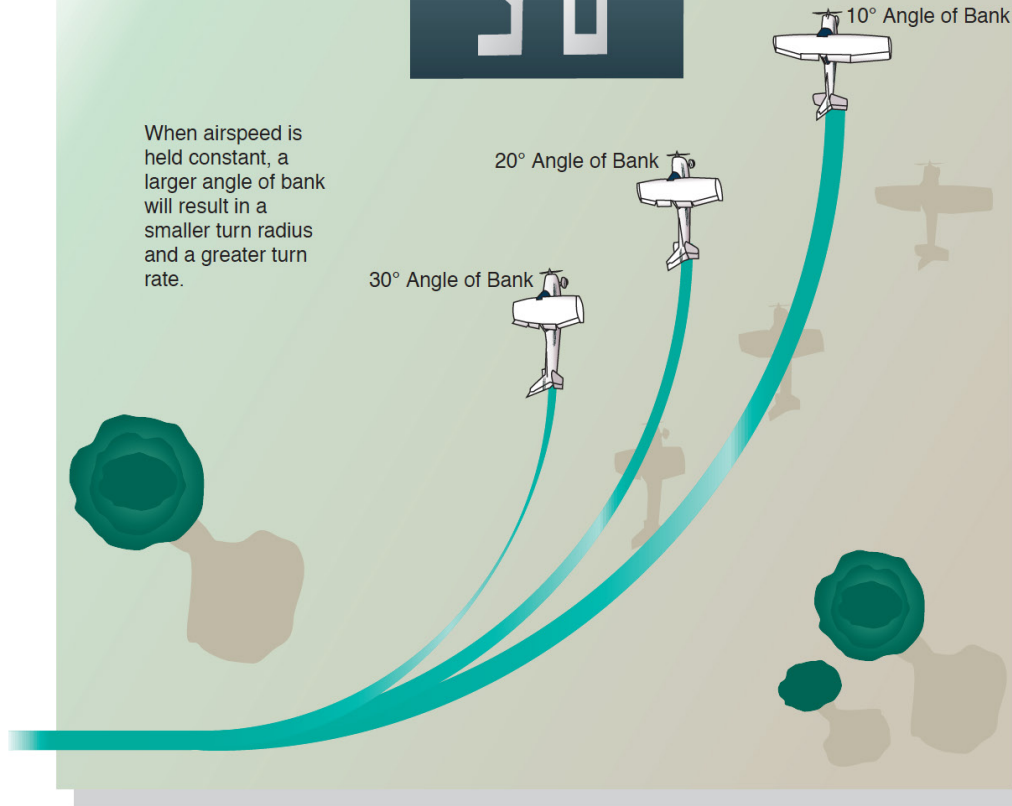 10° Angle of Bank
When airspeed is
held constant, a
larger angle of bank
will result in a
smaller turn radius
and a greater turn
rate.
20° Angle of Bank
30° Angle of Bank